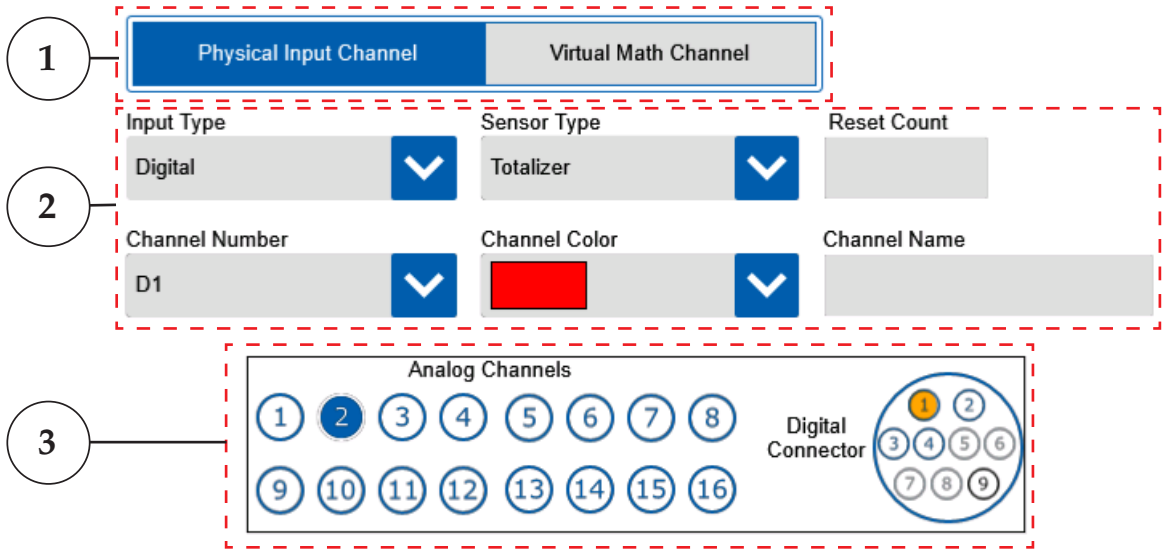 1
Physical Input Channel Virtual Math Channel
2
Input Type Sensor Type Reset Count
Digital Totalizer
Channel Number Channel Color Channel Name
D1
3
Analog Channels
1 2 3 4 5 6 7 8
9 10 11 12 13 14 15 16
Digital
Connector
1 2
3 4 5 6
7 8 9